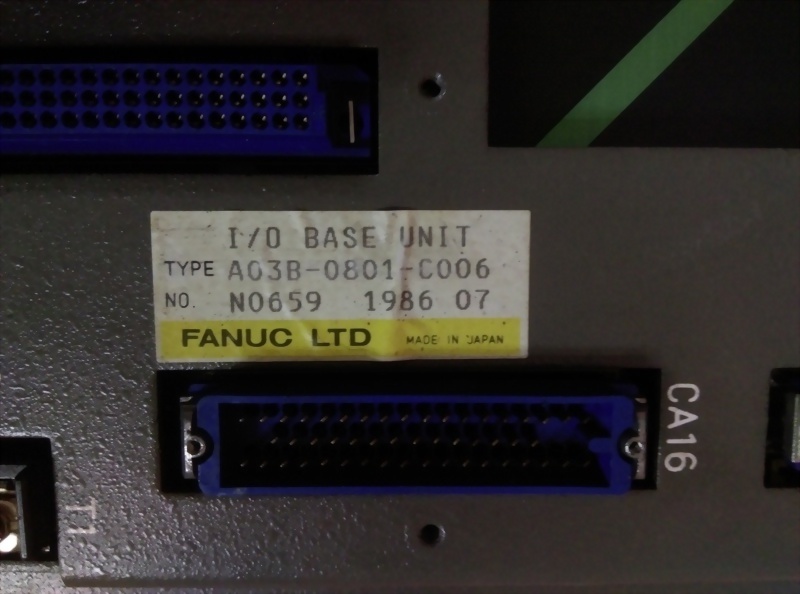 I/O BASE UNIT
TYPE A03B-0801-C006
NO. N0659 1986 07
FANUC LTD MADE IN JAPAN
CA16
T1